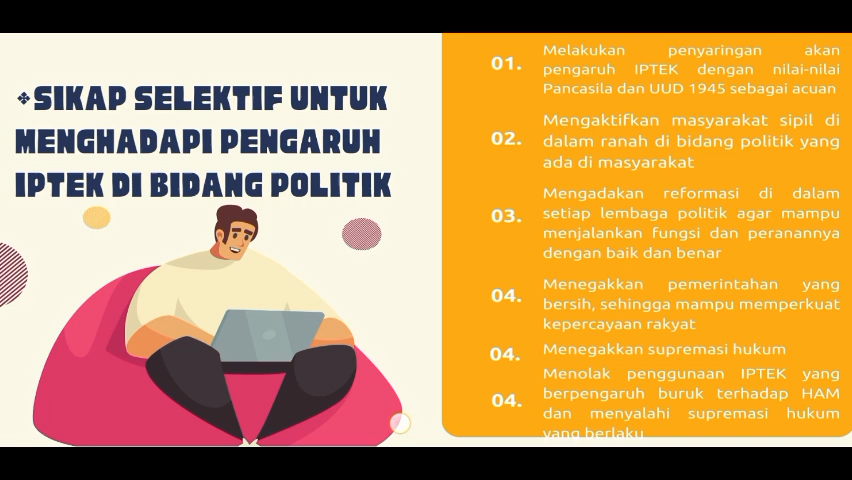 ❖SIKAP SELEKTIF UNTUK
MENGHADAPI PENGARUH
IPTEK DI BIDANG POLITIK
01.
Melakukan penyaringan akan
pengaruh IPTEK dengan nilai-nilai
Pancasila dan UUD 1945 sebagai acuan
02.
Mengaktifkan masyarakat sipil di
dalam ranah di bidang politik yang
ada di masyarakat
03.
Mengadakan reformasi di dalam
setiap lembaga politik agar mampu
menjalankan fungsi dan peranannya
dengan baik dan benar
04.
Menegakkan pemerintahan yang
bersih, sehingga mampu memperkuat
kepercayaan rakyat
04.
Menegakkan supremasi hukum
04.
Menolak penggunaan IPTEK yang
berpengaruh buruk terhadap HAM
dan menyalahi supremasi hukum
yang berlaku